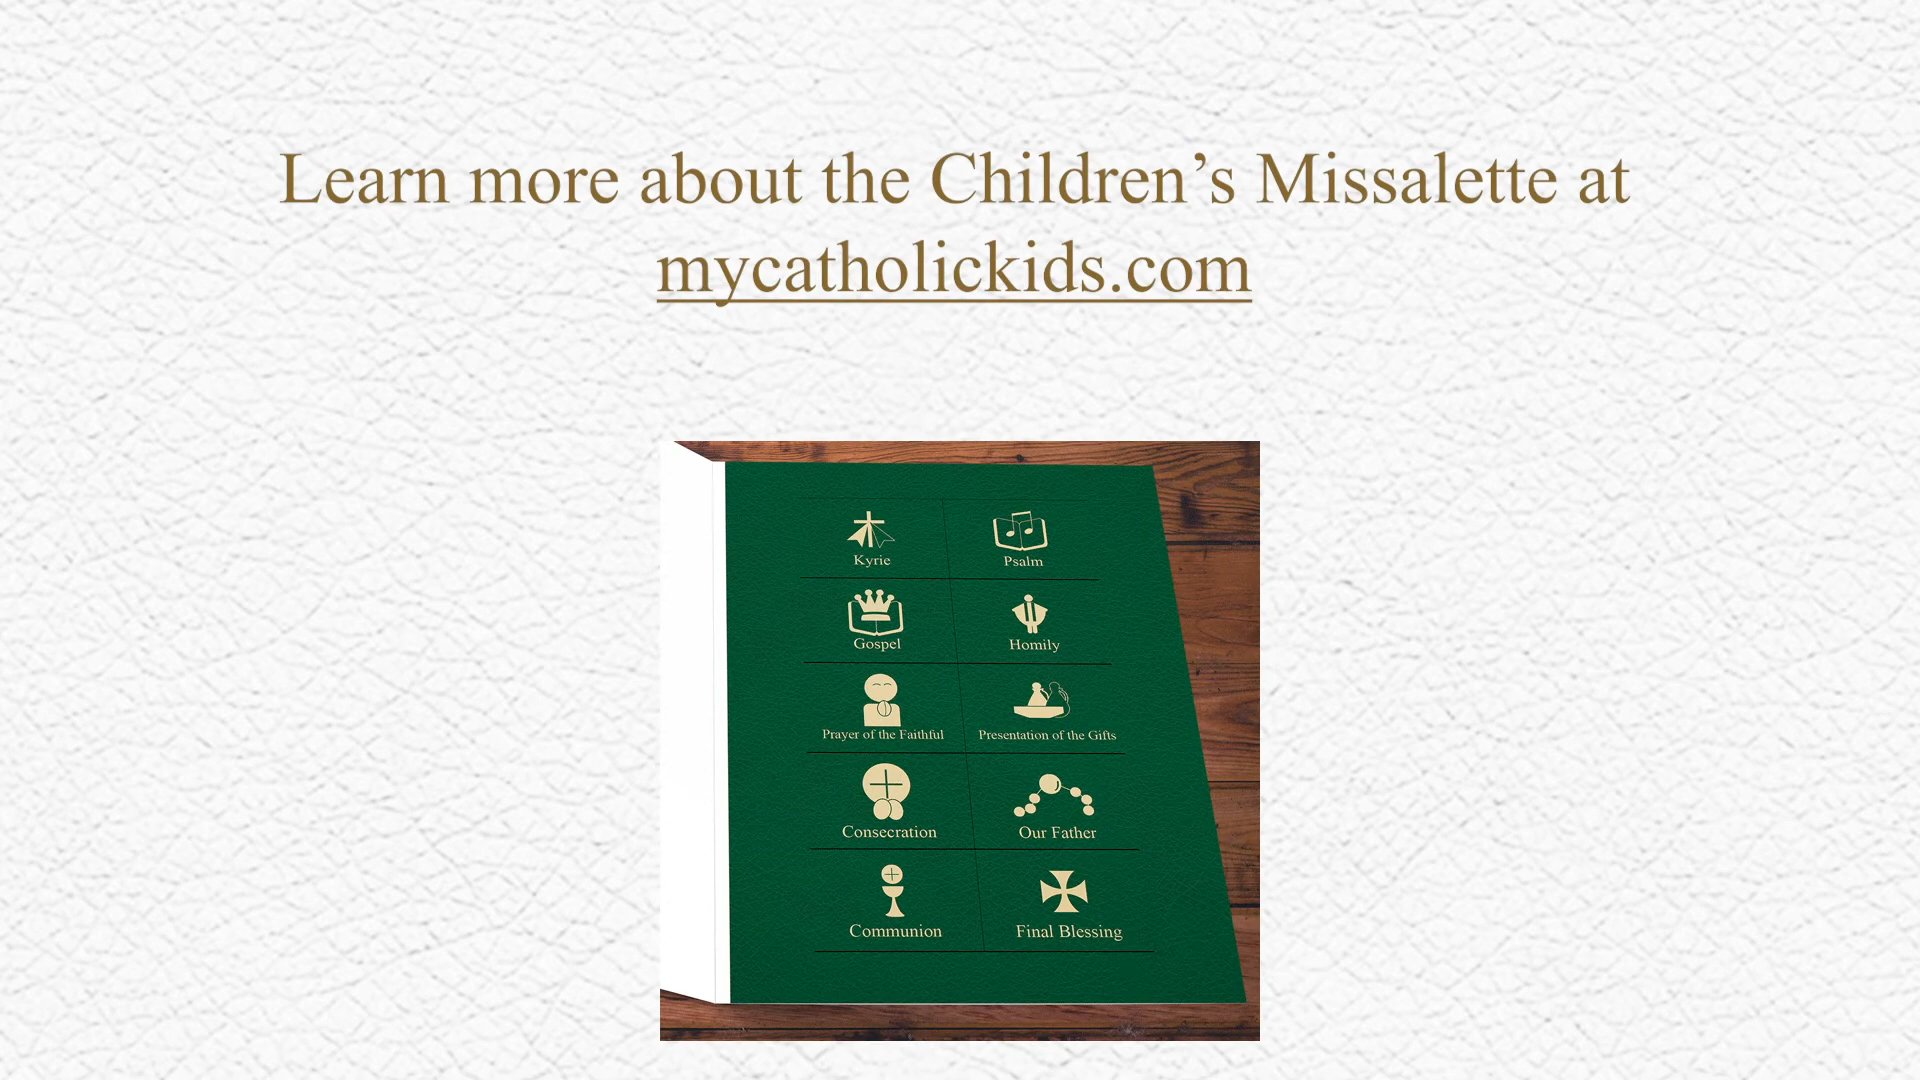 Learn more about the Children’s Missalette at
mycatholickids.com
Kyrie
Psalm
Gospel
Homily
Prayer of the Faithful
Presentation of the Gifts
Consecration
Our Father
Communion
Final Blessing